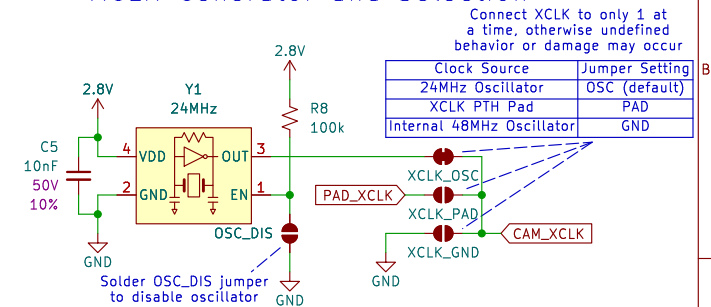 Connect XCLK to only 1 at
a time, otherwise undefined
behavior or damage may occur
Clock Source Jumper Setting
24MHz Oscillator OSC (default)
XCLK PTH Pad PAD
Internal 48MHz Oscillator GND
B
2.8V
2.8V
Y1
24MHz
R8
100k
C5
10nF
50V
10%
4 VDD OUT 3
2 GND EN 1
XCLK_OSC
PAD_XCLK
XCLK_PAD
OSC_DIS
CAM_XCLK
XCLK_GND
GND
GND
GND
Solder OSC_DIS jumper
to disable oscillator